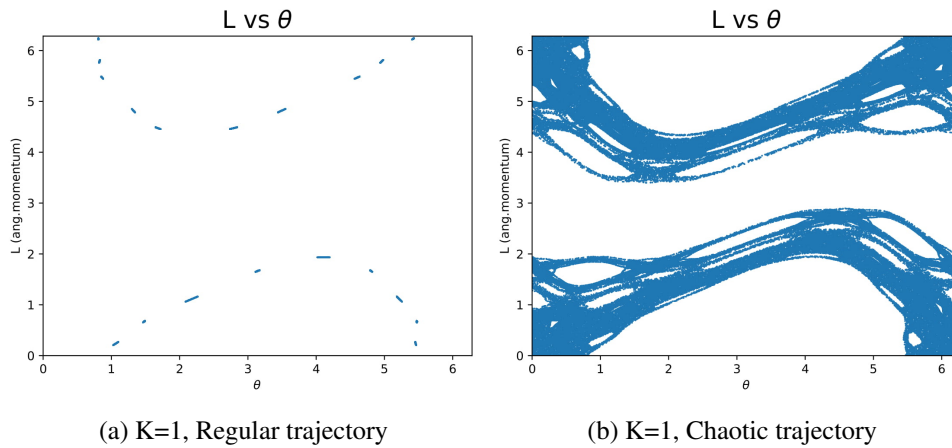 L vs θ
L (ang.momentum)
6
5
4
3
2
1
0
0 1 2 3 4 5 6
θ
(a) K=1, Regular trajectory
L vs θ
L (ang.momentum)
6
5
4
3
2
1
0
0 1 2 3 4 5 6
θ
(b) K=1, Chaotic trajectory